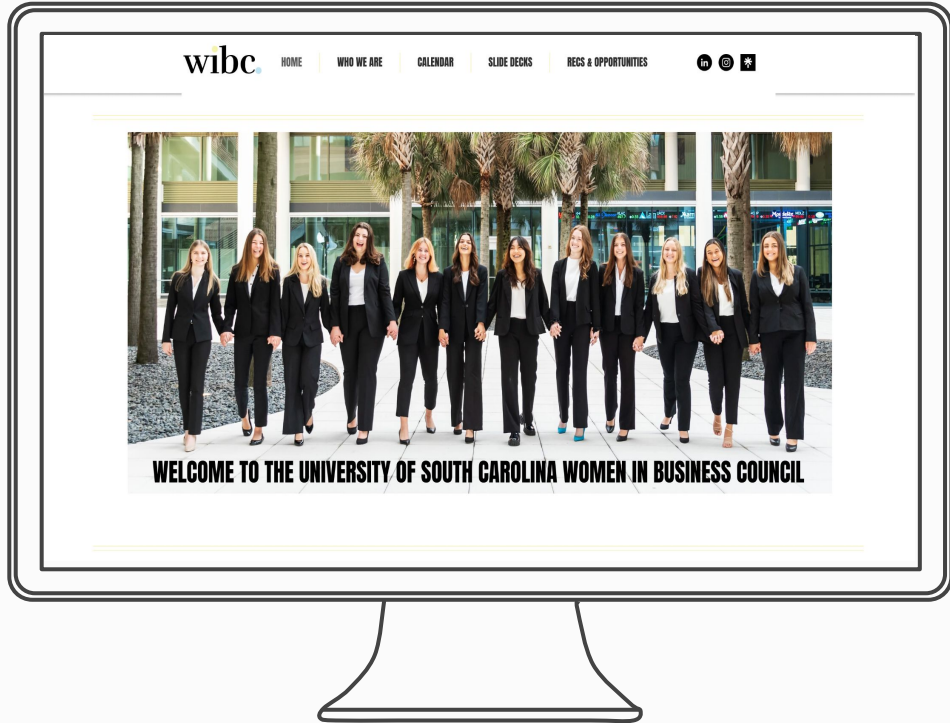 wibc.
HOME
WHO WE ARE
CALENDAR
SLIDE DECKS
RECS & OPPORTUNITIES
in
WELCOME TO THE UNIVERSITY OF SOUTH CAROLINA WOMEN IN BUSINESS COUNCIL